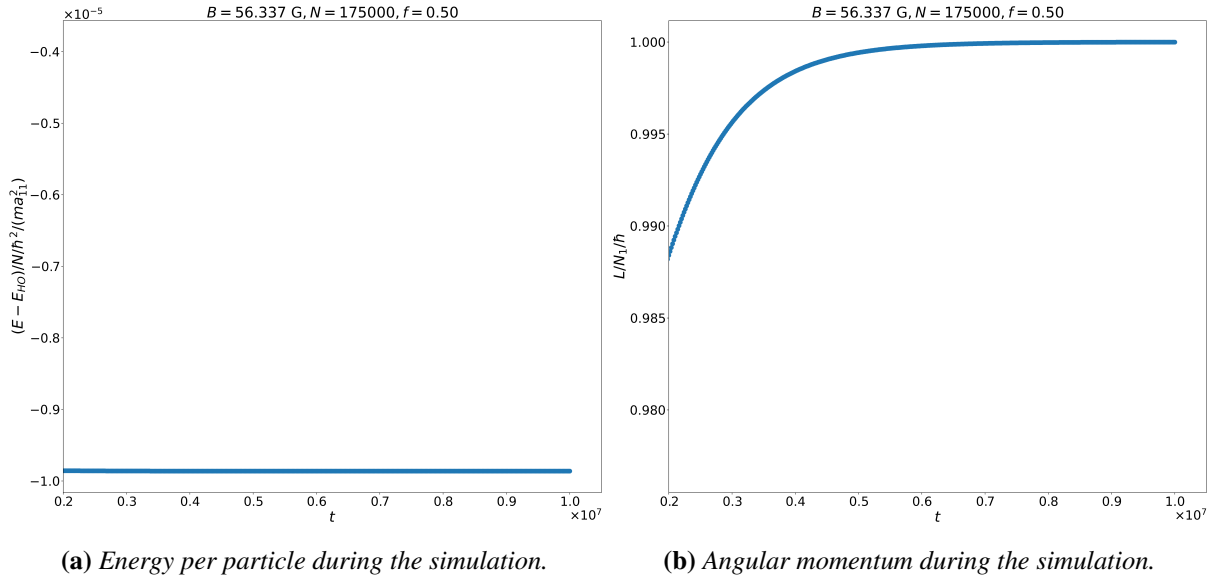 ×10⁻⁵
B = 56.337 G, N = 175000, f = 0.50
−0.4
−0.5
−0.6
−0.7
−0.8
−0.9
−1.0
(E − E_HO)/N/ħ²/(ma²₁₁)
0.2 0.3 0.4 0.5 0.6 0.7 0.8 0.9 1.0
×10⁷
t
(a) Energy per particle during the simulation.
B = 56.337 G, N = 175000, f = 0.50
1.000
0.995
0.990
0.985
0.980
L/N₁/ħ
0.2 0.3 0.4 0.5 0.6 0.7 0.8 0.9 1.0
×10⁷
t
(b) Angular momentum during the simulation.